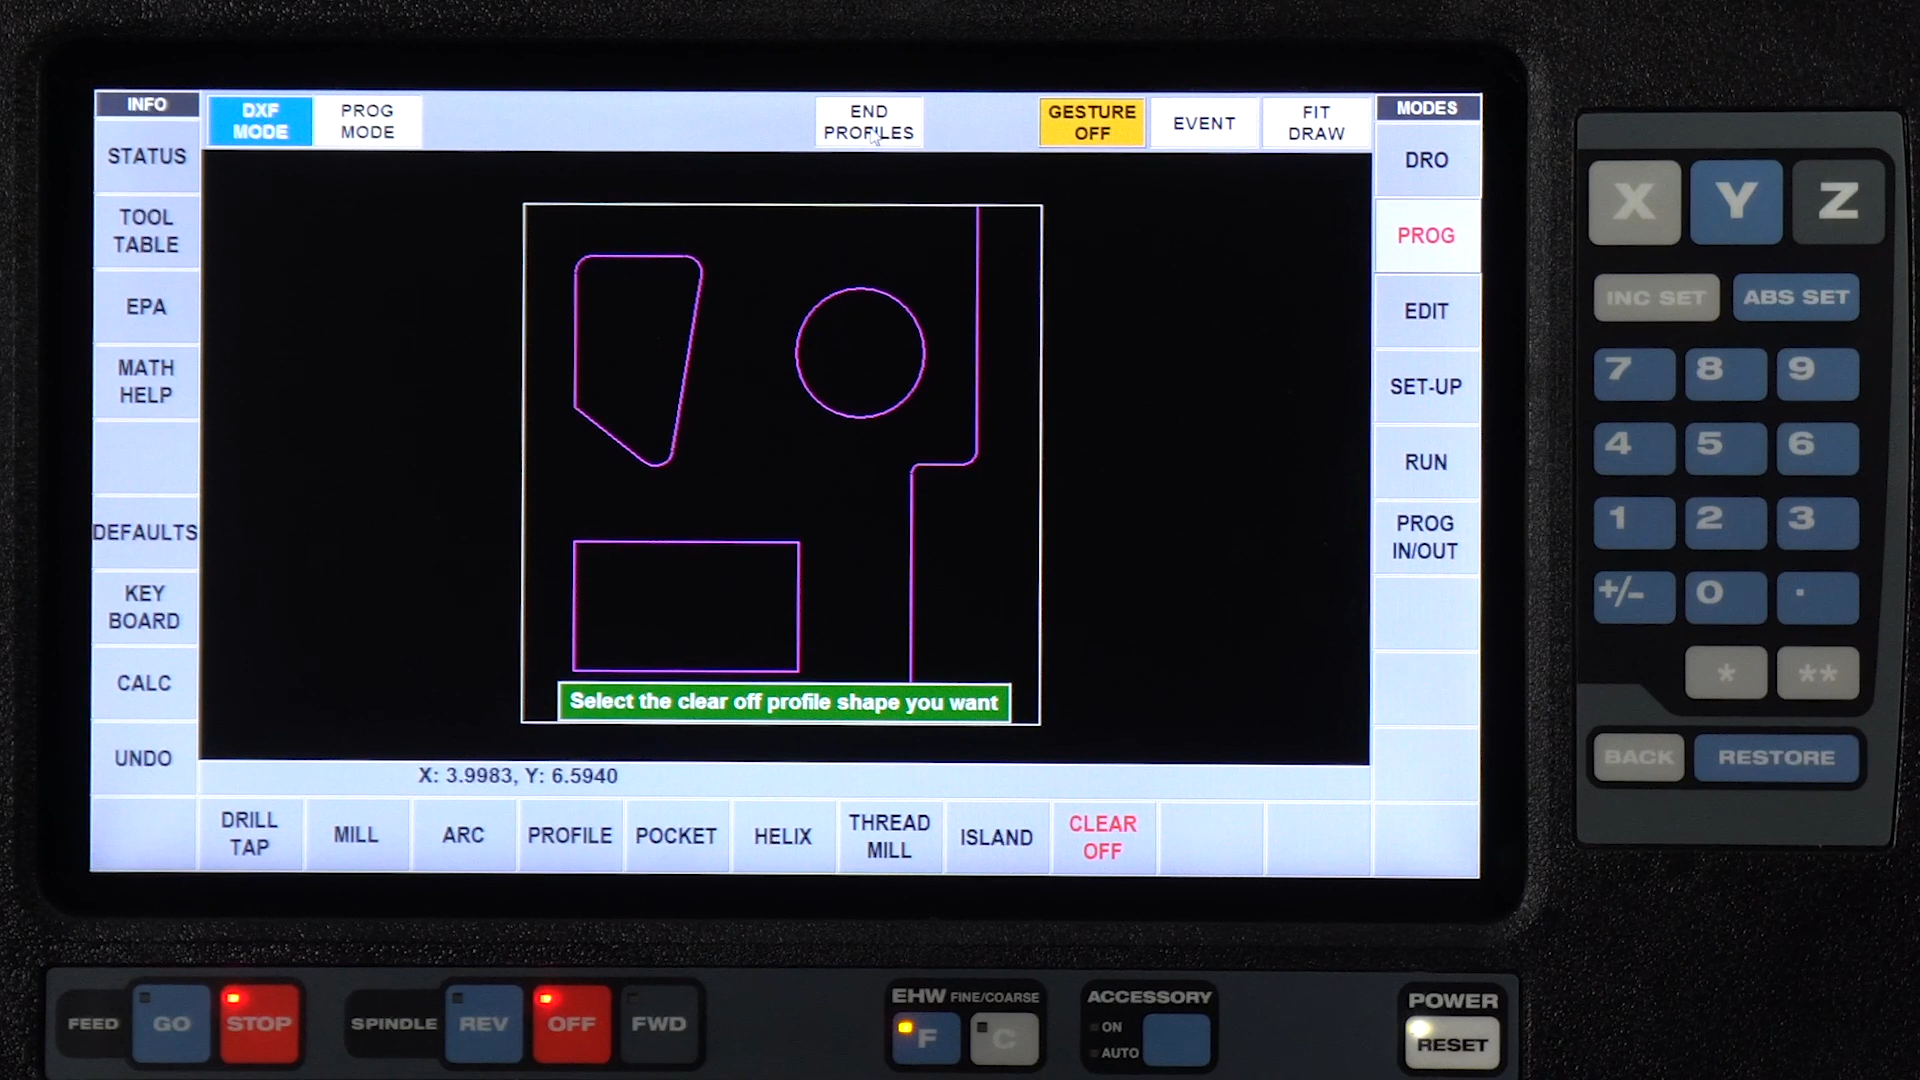 INFO
DXF
MODE
PROG
MODE
END
PROFILES
GESTURE
OFF
EVENT
FIT
DRAW
MODES
STATUS
TOOL
TABLE
EPA
MATH
HELP
DEFAULTS
KEY
BOARD
CALC
UNDO
DRO
PROG
EDIT
SET-UP
RUN
PROG
IN/OUT
Select the clear off profile shape you want
X: 3.9983, Y: 6.5940
DRILL
TAP
MILL
ARC
PROFILE
POCKET
HELIX
THREAD
MILL
ISLAND
CLEAR
OFF
X Y Z
INC SET ABS SET
7 8 9
4 5 6
1 2 3
+/- 0 .
* **
BACK RESTORE
FEED GO STOP
SPINDLE REV OFF FWD
EHW FINE/COARSE
F C
ACCESSORY
ON
AUTO
POWER
RESET